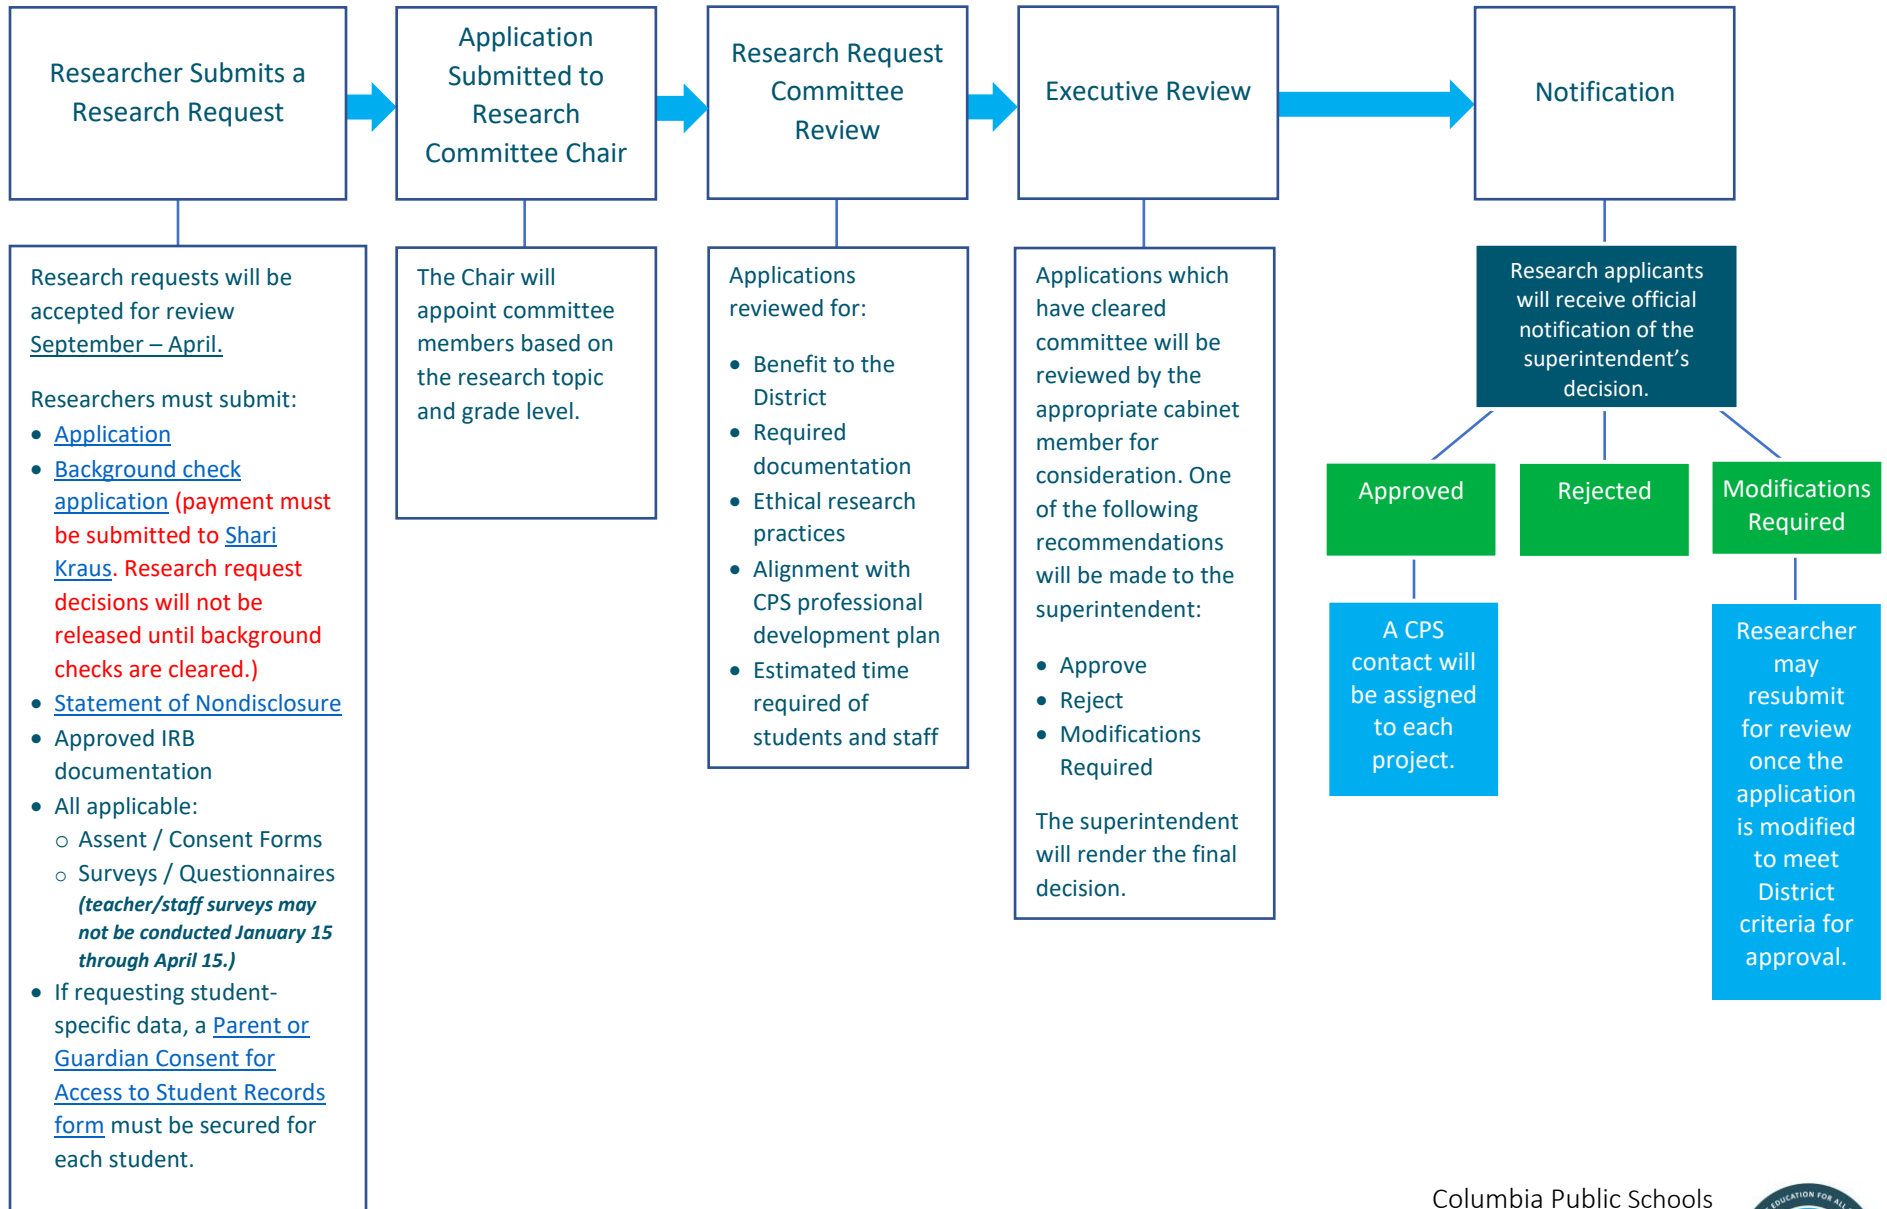 Researcher Submits a
Research Request
Application
Submitted to
Research
Committee Chair
Research Request
Committee
Review
Executive Review
Notification
Research requests will be
accepted for review
September – April.
Researchers must submit:
• Application
• Background check
application (payment must
be submitted to Shari
Kraus. Research request
decisions will not be
released until background
checks are cleared.)
• Statement of Nondisclosure
• Approved IRB
documentation
• All applicable:
o Assent / Consent Forms
o Surveys / Questionnaires
(teacher/staff surveys may
not be conducted January 15
through April 15.)
• If requesting student-
specific data, a Parent or
Guardian Consent for
Access to Student Records
form must be secured for
each student.
The Chair will
appoint committee
members based on
the research topic
and grade level.
Applications
reviewed for:
• Benefit to the
District
• Required
documentation
• Ethical research
practices
• Alignment with
CPS professional
development plan
• Estimated time
required of
students and staff
Applications which
have cleared
committee will be
reviewed by the
appropriate cabinet
member for
consideration. One
of the following
recommendations
will be made to the
superintendent:
• Approve
• Reject
• Modifications
Required
The superintendent
will render the final
decision.
Research applicants
will receive official
notification of the
superintendent’s
decision.
Approved
Rejected
Modifications
Required
A CPS
contact will
be assigned
to each
project.
Researcher
may
resubmit
for review
once the
application
is modified
to meet
District
criteria for
approval.
Columbia Public Schools
EDUCATION FOR ALL